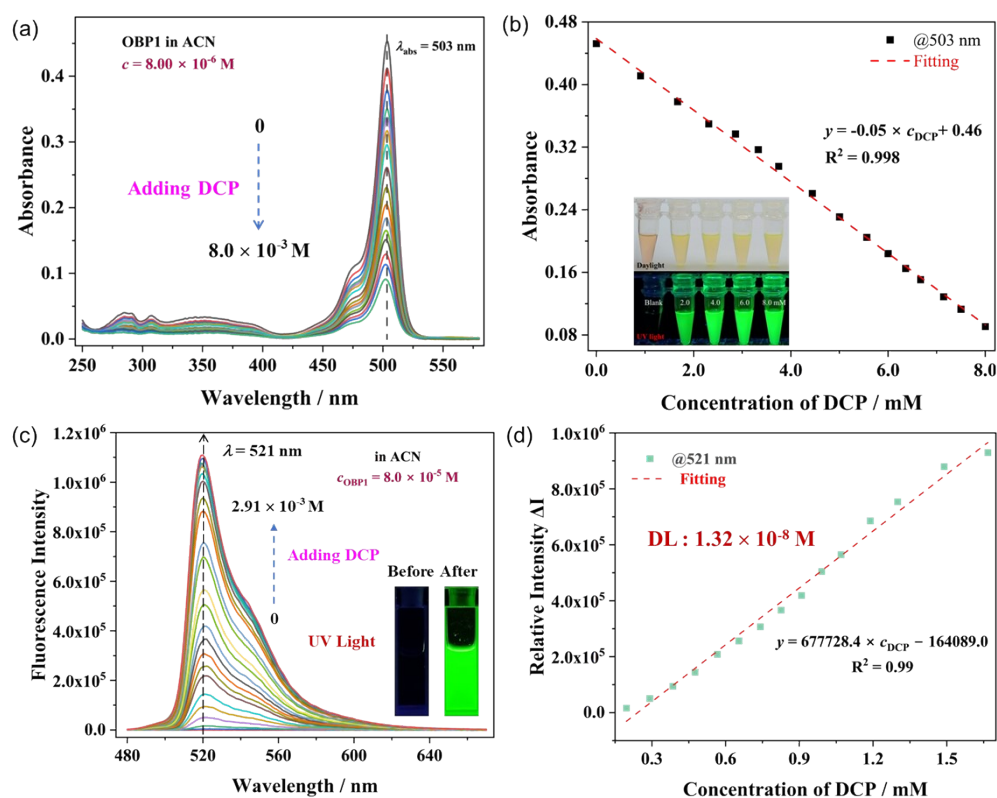 (a)
OBP1 in ACN
c = 8.00 × 10⁻⁶ M
λabs = 503 nm
0
Adding DCP
8.0 × 10⁻³ M
Absorbance
0.4
0.3
0.2
0.1
0.0
250 300 350 400 450 500 550
Wavelength / nm
(b)
@503 nm
Fitting
y = -0.05 × cDCP+ 0.46
R² = 0.998
Daylight
Blank 2.0 4.0 6.0 8.0 mM
UV light
Absorbance
0.48
0.40
0.32
0.24
0.16
0.08
0.0 2.0 4.0 6.0 8.0
Concentration of DCP / mM
(c)
λ = 521 nm
in ACN
cOBP1 = 8.0 × 10⁻⁵ M
2.91 × 10⁻³ M
Adding DCP
0
Before After
UV Light
Fluorescence Intensity
1.2x10⁶
1.0x10⁶
8.0x10⁵
6.0x10⁵
4.0x10⁵
2.0x10⁵
0.0
480 520 560 600 640
Wavelength / nm
(d)
@521 nm
Fitting
DL : 1.32 × 10⁻⁸ M
y = 677728.4 × cDCP − 164089.0
R² = 0.99
Relative Intensity ΔI
1.0x10⁶
8.0x10⁵
6.0x10⁵
4.0x10⁵
2.0x10⁵
0.0
0.3 0.6 0.9 1.2 1.5
Concentration of DCP / mM